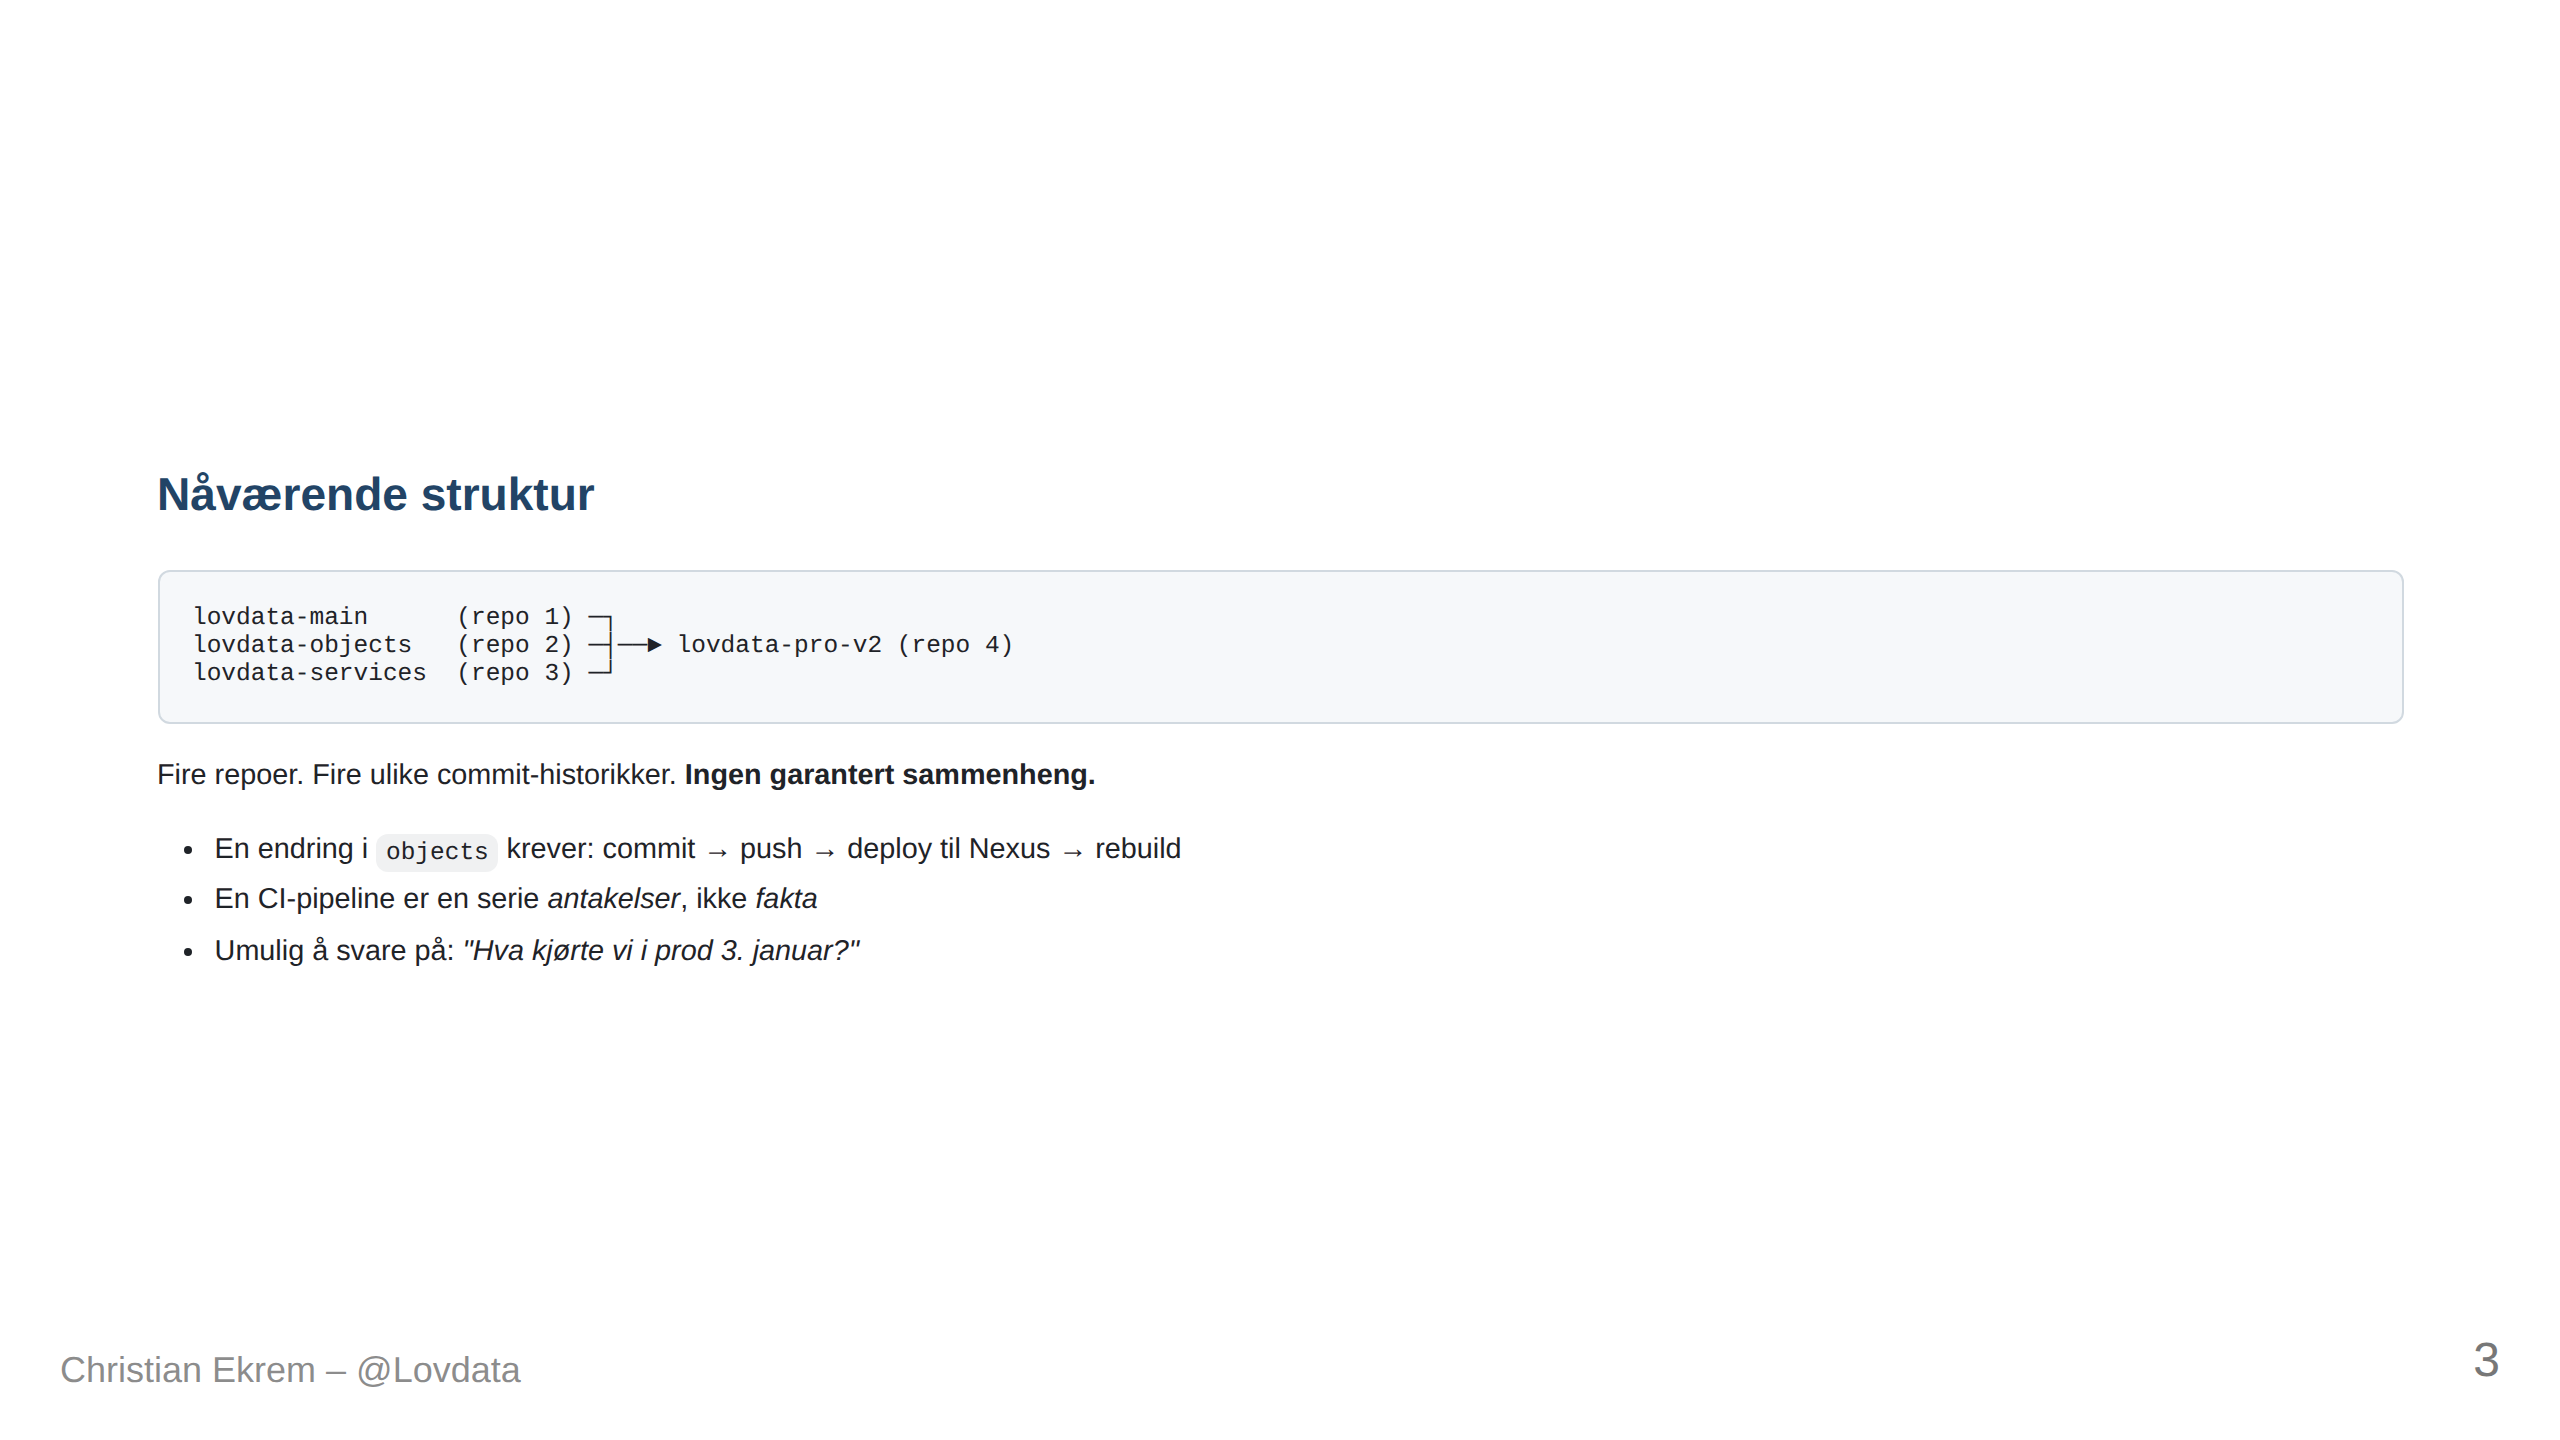 Nåværende struktur
lovdata-main      (repo 1) ─┐
lovdata-objects   (repo 2) ─┤──► lovdata-pro-v2 (repo 4)
lovdata-services  (repo 3) ─┘
Fire repoer. Fire ulike commit-historikker. Ingen garantert sammenheng.
• En endring i objects krever: commit → push → deploy til Nexus → rebuild
• En CI-pipeline er en serie antakelser, ikke fakta
• Umulig å svare på: "Hva kjørte vi i prod 3. januar?"
Christian Ekrem – @Lovdata
3